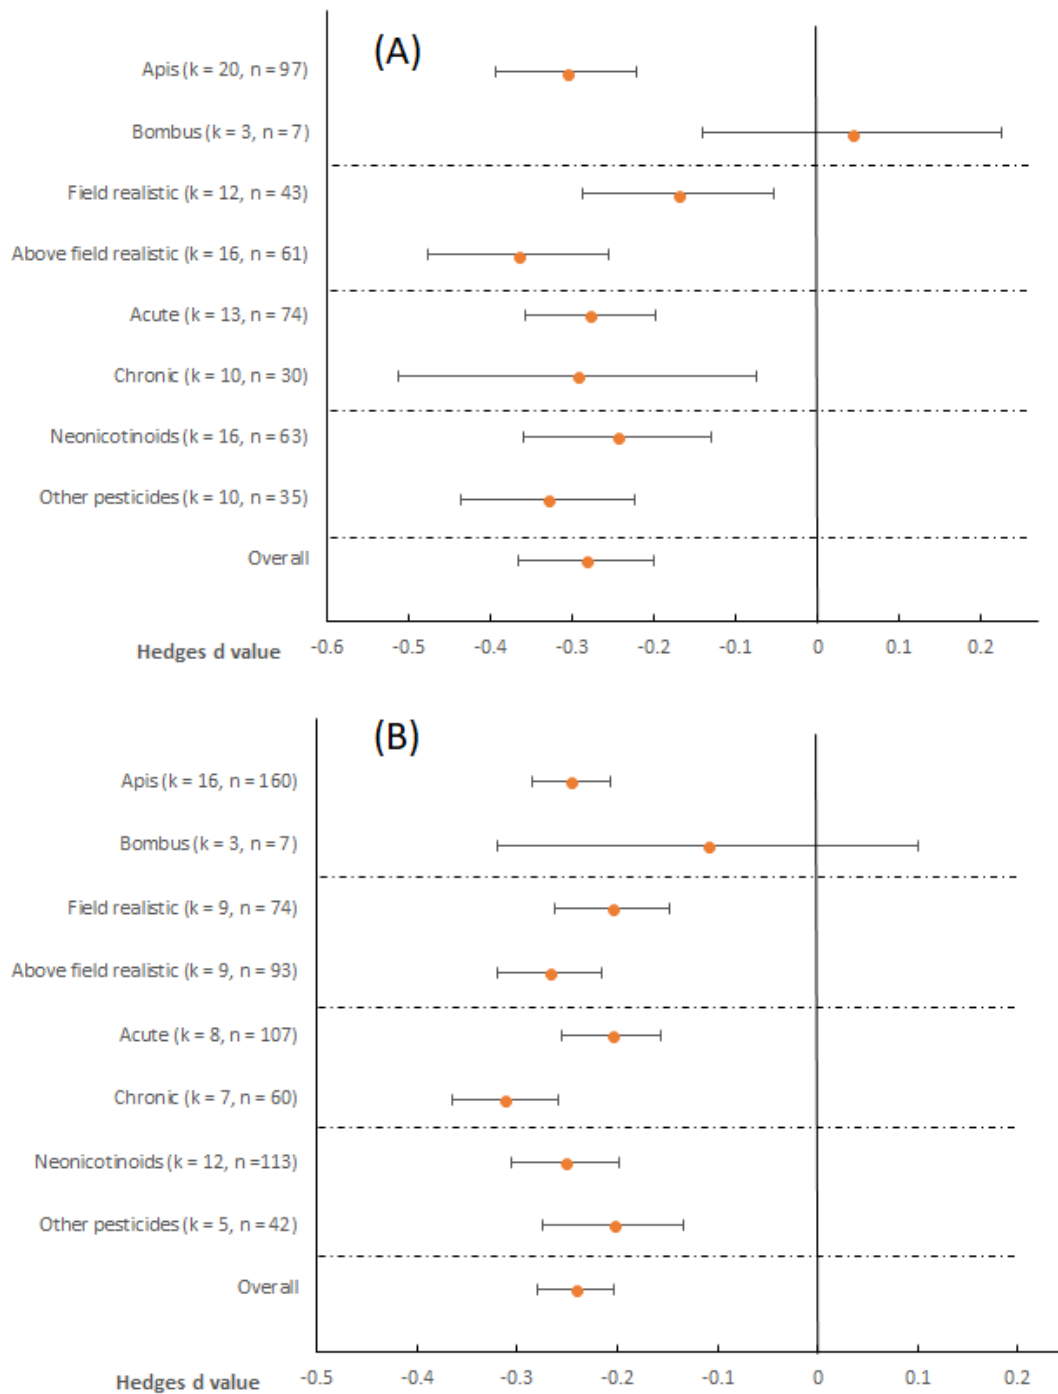 (A)
Apis (k = 20, n = 97)
Bombus (k = 3, n = 7)
Field realistic (k = 12, n = 43)
Above field realistic (k = 16, n = 61)
Acute (k = 13, n = 74)
Chronic (k = 10, n = 30)
Neonicotinoids (k = 16, n = 63)
Other pesticides (k = 10, n = 35)
Overall
Hedges d value -0.6 -0.5 -0.4 -0.3 -0.2 -0.1 0 0.1 0.2
(B)
Apis (k = 16, n = 160)
Bombus (k = 3, n = 7)
Field realistic (k = 9, n = 74)
Above field realistic (k = 9, n = 93)
Acute (k = 8, n = 107)
Chronic (k = 7, n = 60)
Neonicotinoids (k = 12, n =113)
Other pesticides (k = 5, n = 42)
Overall
Hedges d value -0.5 -0.4 -0.3 -0.2 -0.1 0 0.1 0.2